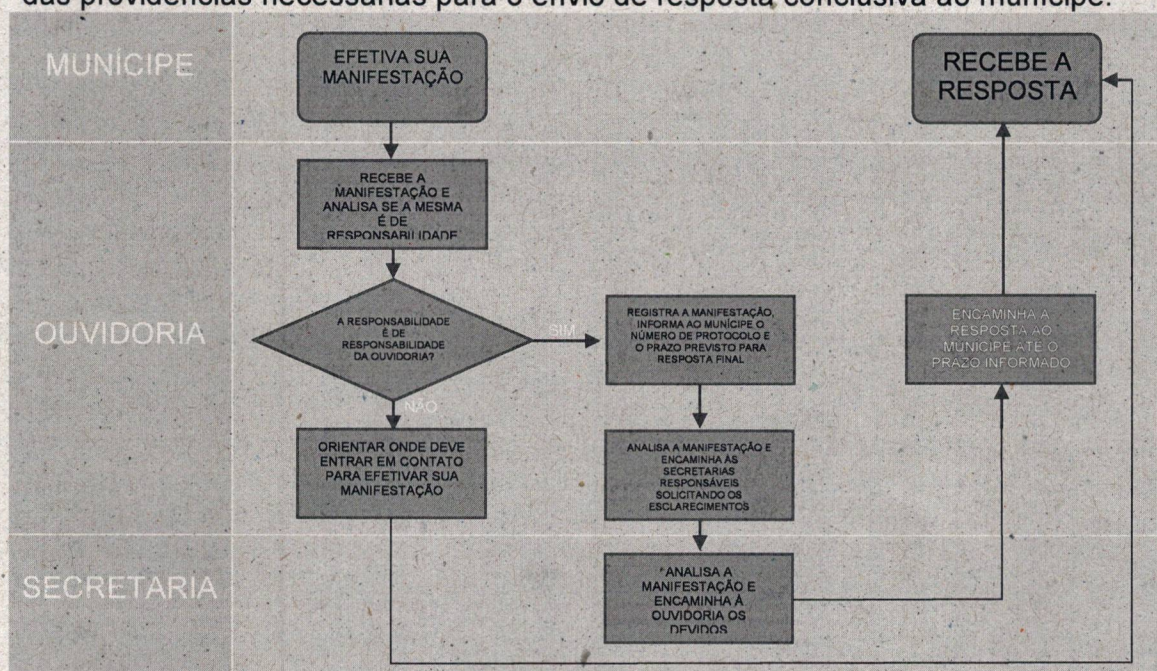 das providências necessárias para o envio de resposta conclusiva ao munícipe.
MUNÍCIPE
EFETIVA SUA
MANIFESTAÇÃO
RECEBE A
RESPOSTA
OUVIDORIA
RECEBE A
MANIFESTAÇÃO E
ANALISA SE A MESMA
É DE
RESPONSABILIDADE
A RESPONSABILIDADE
É DE
RESPONSABILIDADE
DA OUVIDORIA?
SIM
REGISTRA A MANIFESTAÇÃO,
INFORMA AO MUNÍCIPE O
NÚMERO DE PROTOCOLO E
O PRAZO PREVISTO PARA
RESPOSTA FINAL
ENCAMINHA A
RESPOSTA AO
MUNICIPE ATÉ O
PRAZO INFORMADO
NÃO
ORIENTAR ONDE DEVE
ENTRAR EM CONTATO
PARA EFETIVAR SUA
MANIFESTAÇÃO
ANALISA A MANIFESTAÇÃO E
ENCAMINHA ÀS
SECRETARIAS
RESPONSÁVEIS
SOLICITANDO OS
ESCLARECIMENTOS
SECRETARIA
ANALISA A
MANIFESTAÇÃO E
ENCAMINHA À
OUVIDORIA OS
DEVIDOS